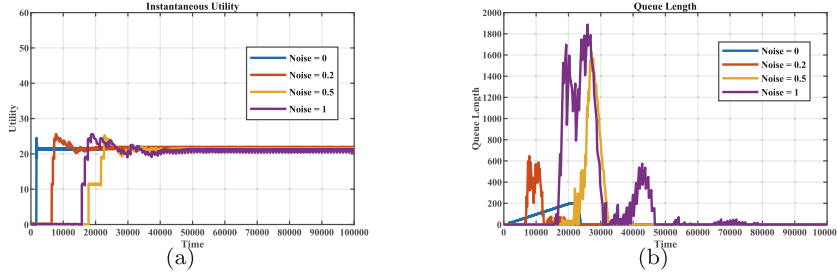 Instantaneous Utility
60
50
40
30
20
10
0
Utility
Noise = 0
Noise = 0.2
Noise = 0.5
Noise = 1
0 10000 20000 30000 40000 50000 60000 70000 80000 90000 10000
Time
(a)
Queue Length
2000
1800
1600
1400
1200
1000
800
600
400
200
0
Queue Length
Noise = 0
Noise = 0.2
Noise = 0.5
Noise = 1
0 10000 20000 30000 40000 50000 60000 70000 80000 90000 10000
Time
(b)